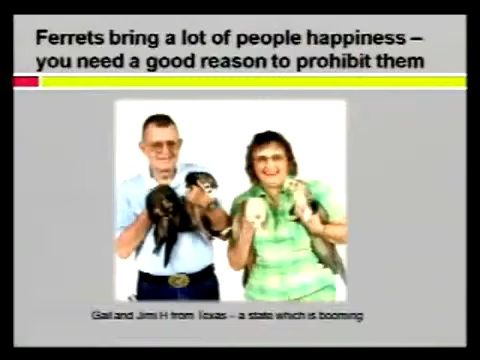 Ferrets bring a lot of people happiness –
you need a good reason to prohibit them
Gail and Jimi H from Texas – a state which is booming